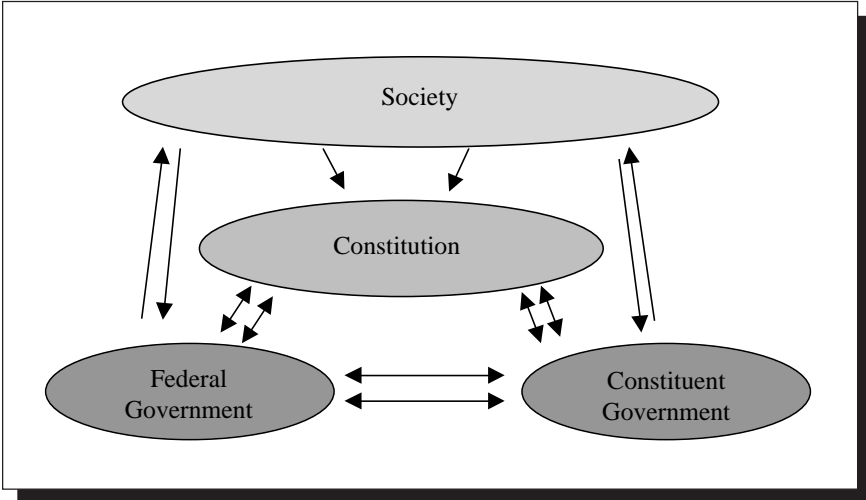 Society
Constitution
Federal
Government
Constituent
Government